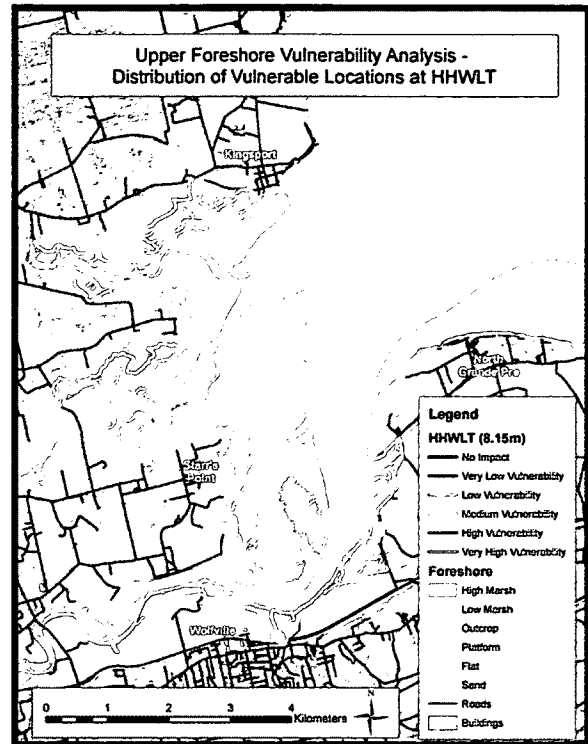 Upper Foreshore Vulnerability Analysis -
Distribution of Vulnerable Locations at HHWLT
Kingsport
North
Grande Pre
Starr's
Point
Wolfville
Legend
HHWLT (8.15m)
No Impact
Very Low Vulnerability
Low Vulnerability
Medium Vulnerability
High Vulnerability
Very High Vulnerability
Foreshore
High Marsh
Low Marsh
Outcrop
Platform
Flat
Sand
Roads
Buildings
0 1 2 3 4
Kilometers
N